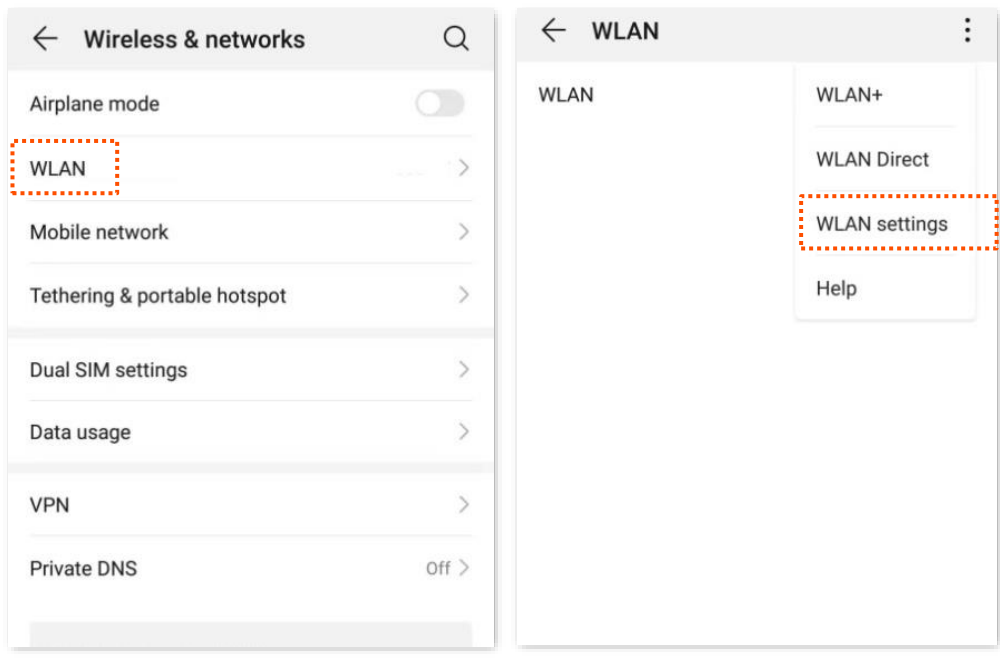 Wireless & networks
Airplane mode
WLAN
Mobile network
Tethering & portable hotspot
Dual SIM settings
Data usage
VPN
Private DNS
Off
WLAN
WLAN
WLAN+
WLAN Direct
WLAN settings
Help